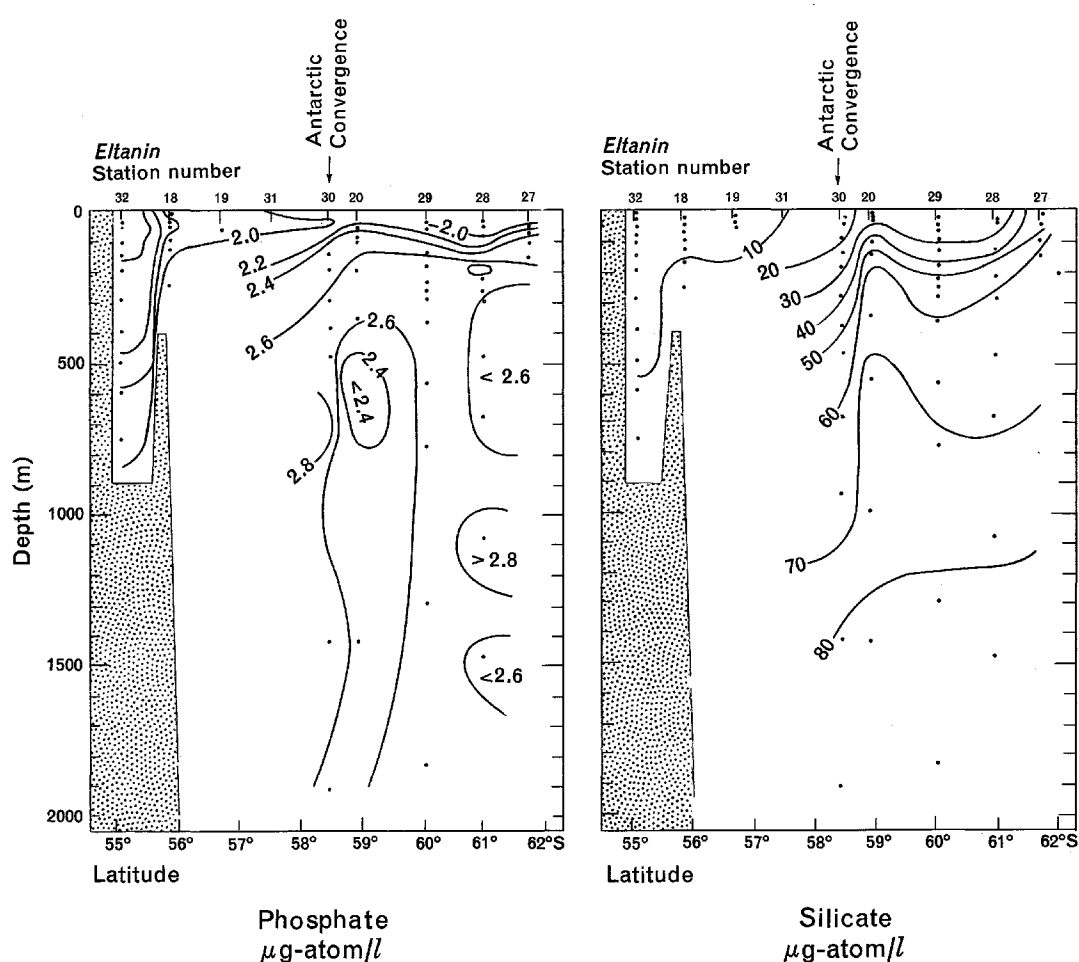 Antarctic
Convergence
Eltanin
Station number
32 18 19 31 30 20 29 28 27
0
500
1000
1500
2000
Depth (m)
2.0
2.0
2.2
2.4
2.6
2.6
2.4
<2.4
2.8
< 2.6
> 2.8
<2.6
55° 56° 57° 58° 59° 60° 61° 62°S
Latitude
Phosphate
μg-atom/l
Antarctic
Convergence
Eltanin
Station number
32 18 19 31 30 20 29 28 27
10
20
30
40
50
60
70
80
55° 56° 57° 58° 59° 60° 61° 62°S
Latitude
Silicate
μg-atom/l